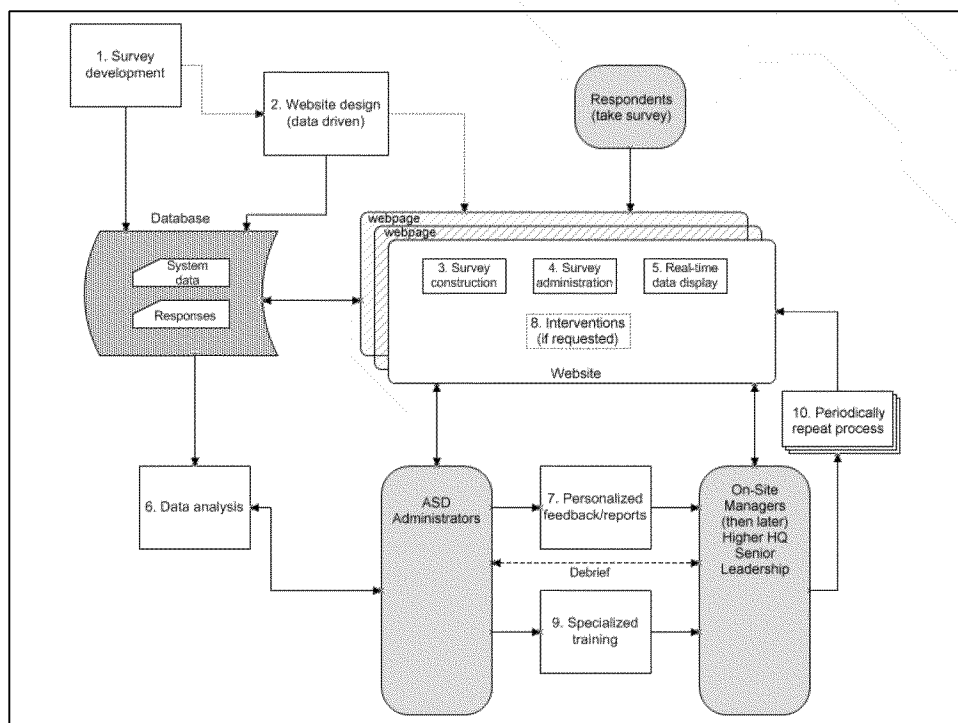 1. Survey
development
2. Website design
(data driven)
Respondents
(take survey)
Database
System
data
Responses
webpage
webpage
3. Survey
construction
4. Survey
administration
5. Real-time
data display
8. Interventions
(if requested)
Website
10. Periodically
repeat process
6. Data analysis
ASD
Administrators
7. Personalized
feedback/reports
Debrief
9. Specialized
training
On-Site
Managers
(then later)
Higher HQ
Senior
Leadership